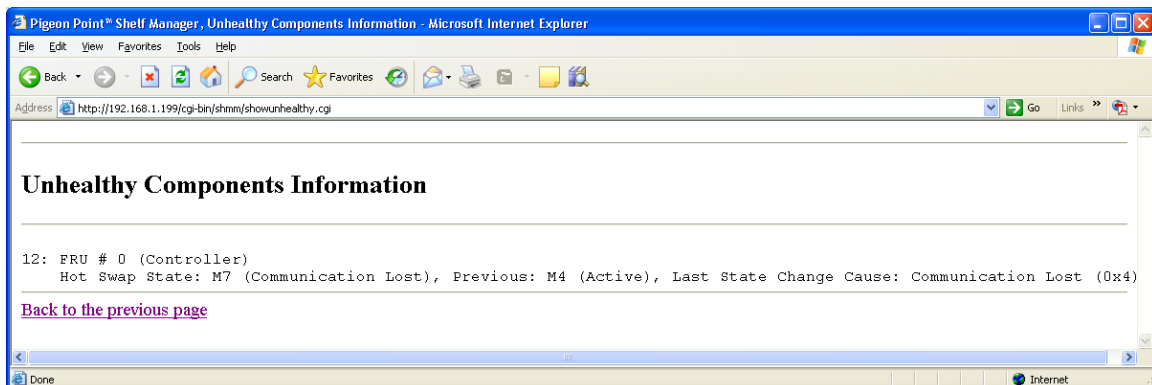 Pigeon Point™ Shelf Manager, Unhealthy Components Information - Microsoft Internet Explorer
File Edit View Favorites Tools Help
Back Search Favorites
Address http://192.168.1.199/cgi-bin/shmm/showunhealthy.cgi Go Links »
Unhealthy Components Information
12: FRU # 0 (Controller)
Hot Swap State: M7 (Communication Lost), Previous: M4 (Active), Last State Change Cause: Communication Lost (0x4)
Back to the previous page
Done Internet